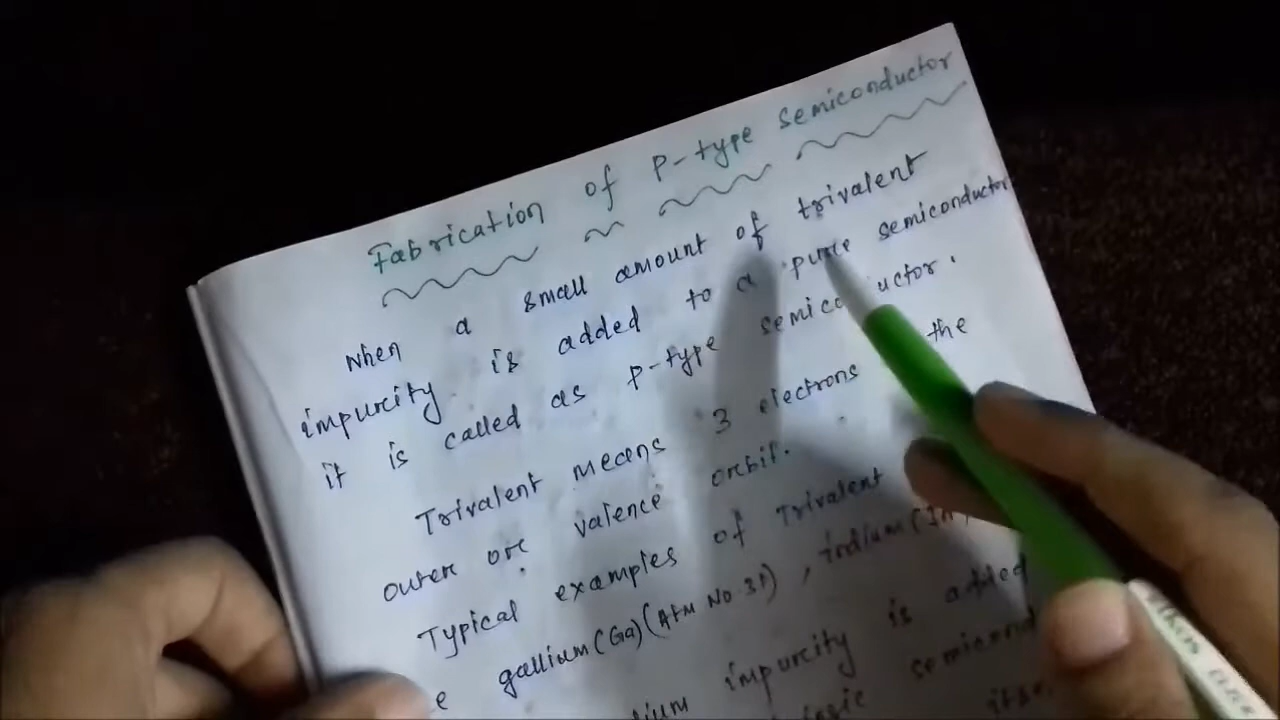 Fabrication of P-type Semiconductor
When a small amount of trivalent
impurity is added to a pure semiconductor
it is called as P-type semiconductor.
Trivalent means 3 electrons the
outer or valence orbit.
Typical examples of Trivalent
gallium (Ga) (Atm No 31), indium (In
impurity is added